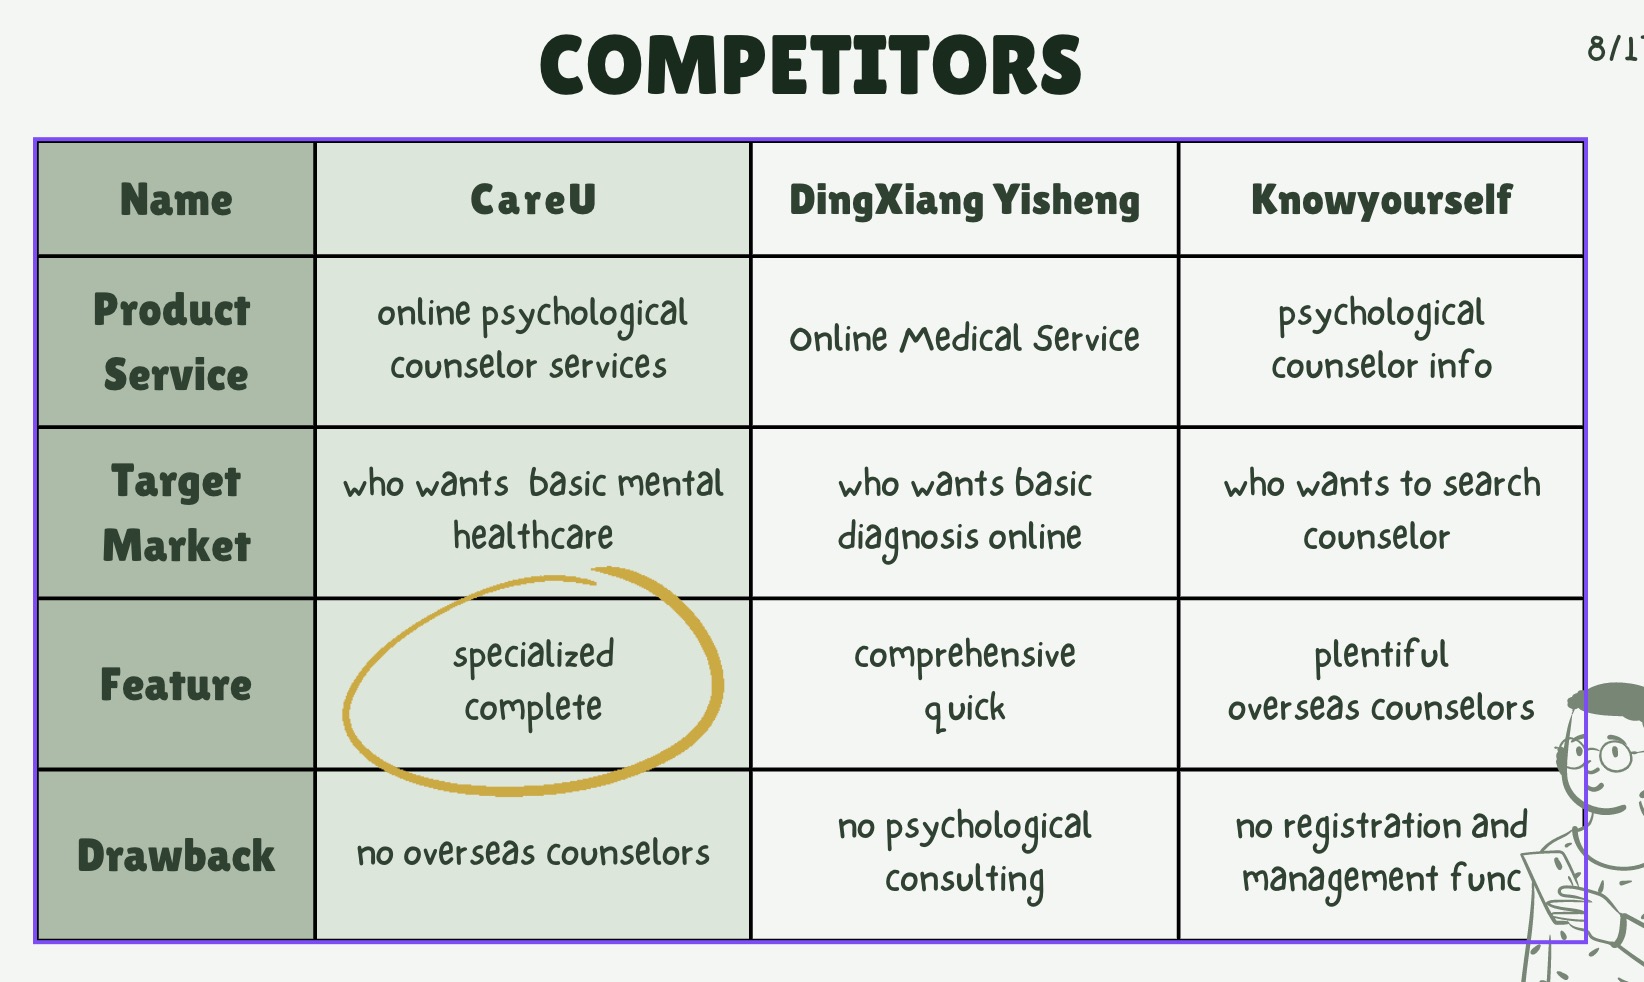 COMPETITORS
8/1
Name
CareU
DingXiang Yisheng
Knowyourself
Product
Service
online psychological
counselor services
Online Medical Service
psychological
counselor info
Target
Market
who wants basic mental
healthcare
who wants basic
diagnosis online
who wants to search
counselor
Feature
specialized
complete
comprehensive
quick
plentiful
overseas counselors
Drawback
no overseas counselors
no psychological
consulting
no registration and
management func